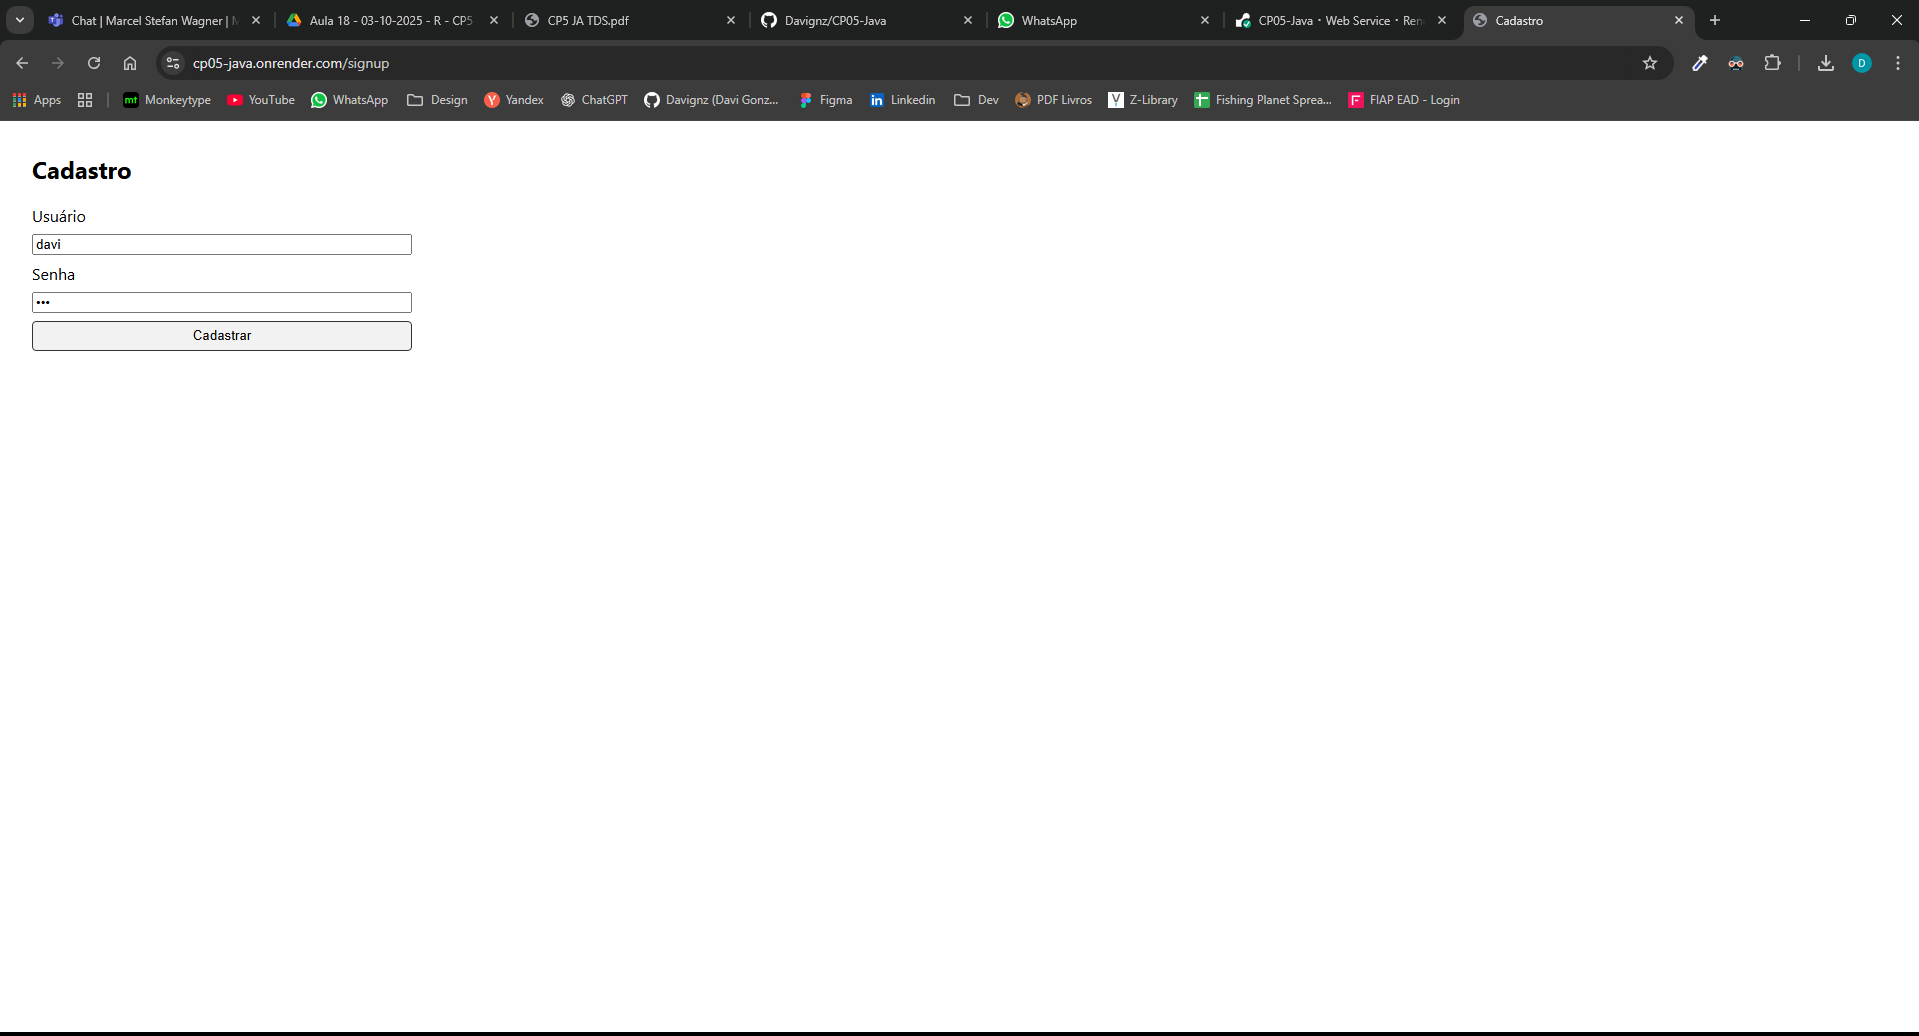 Chat | Marcel Stefan Wagner |
Aula 18 - 03-10-2025 - R - CP5
CP5 JA TDS.pdf
Davignz/CP05-Java
WhatsApp
CP05-Java · Web Service · Ren
Cadastro
cp05-java.onrender.com/signup
D
Apps
mt
Monkeytype
YouTube
WhatsApp
Design
Y
Yandex
ChatGPT
Davignz (Davi Gonz...
Figma
in
Linkedin
Dev
PDF Livros
Z-Library
Fishing Planet Sprea...
F
FIAP EAD - Login
Cadastro
Usuário
davi
Senha
•••
Cadastrar